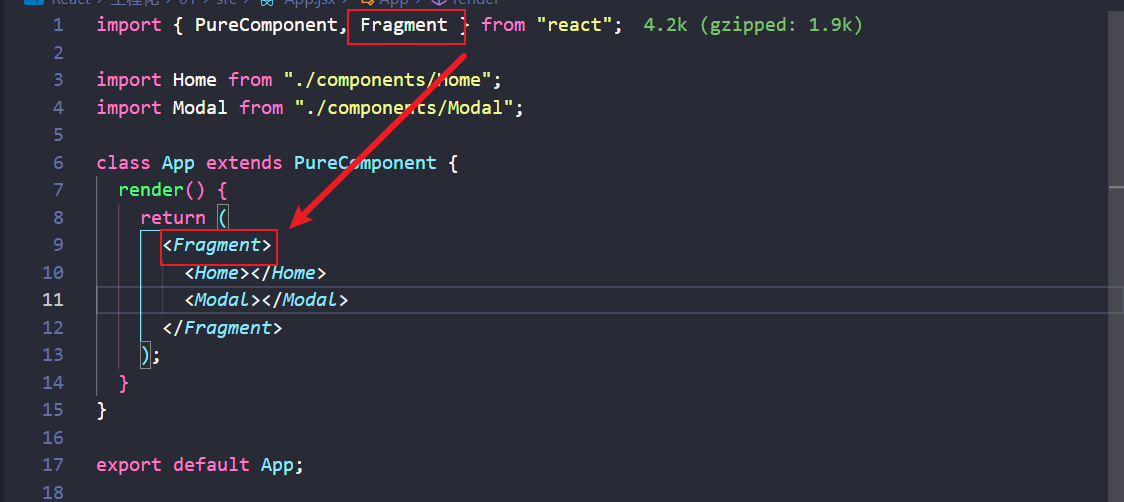 React > 工程化 > 01 > src > App.jsx > App > render
1 import { PureComponent, Fragment } from "react"; 4.2k (gzipped: 1.9k)
2
3 import Home from "./components/Home";
4 import Modal from "./components/Modal";
5
6 class App extends PureComponent {
7 render() {
8 return (
9 <Fragment>
10 <Home></Home>
11 <Modal></Modal>
12 </Fragment>
13 );
14 }
15 }
16
17 export default App;
18